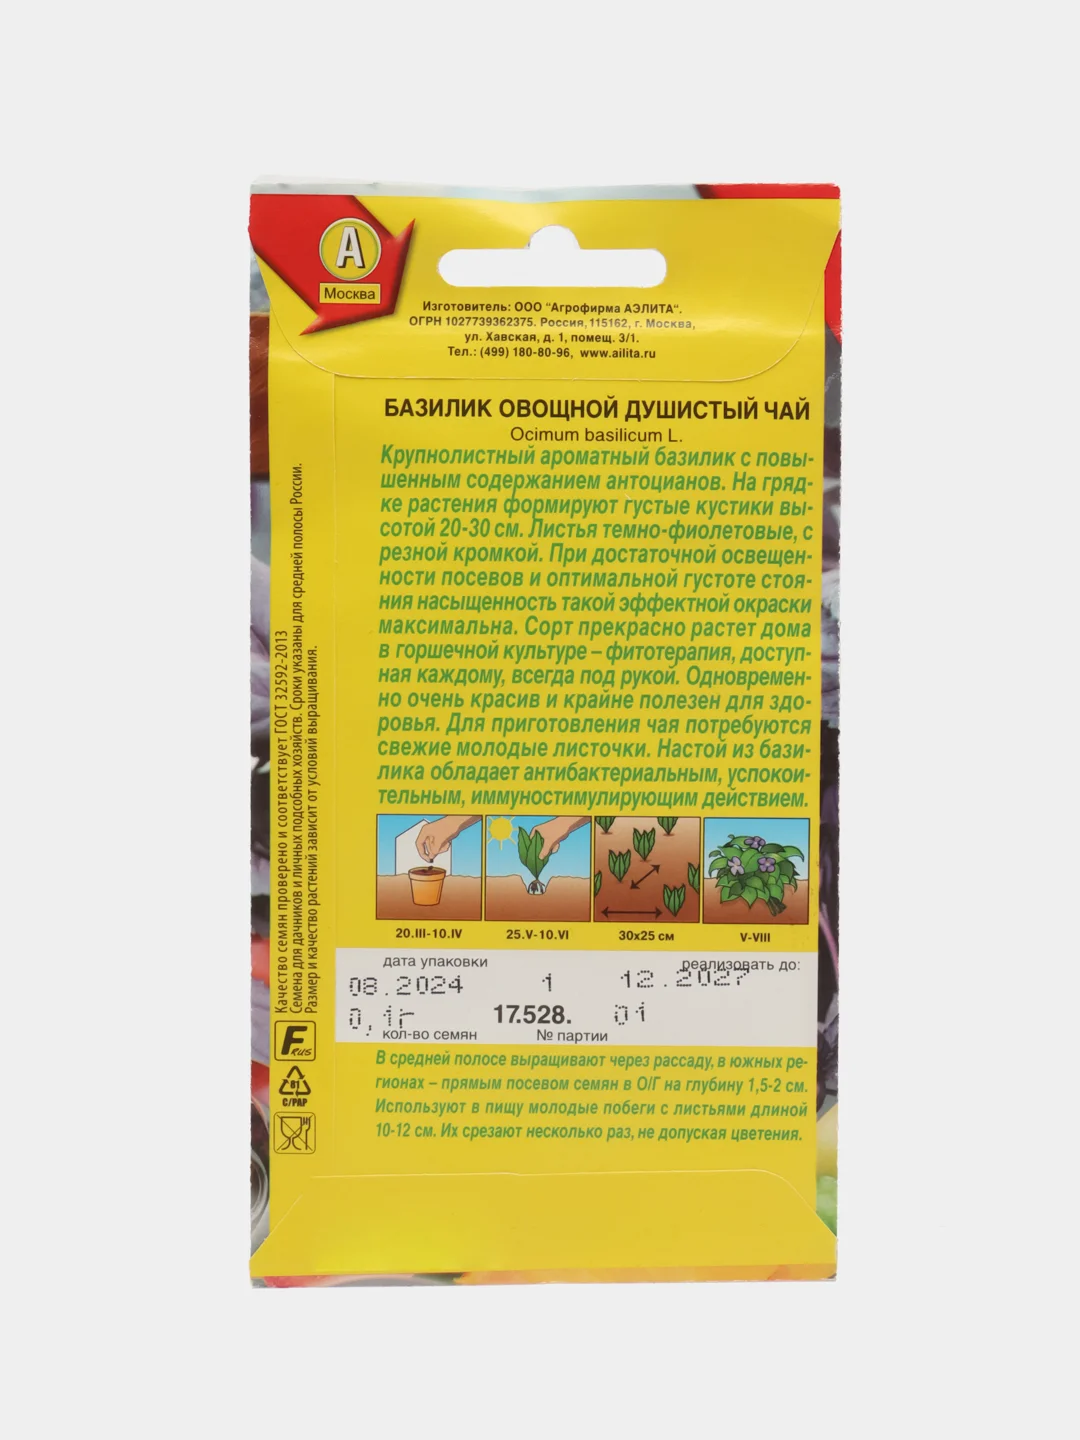 А
Москва
Изготовитель: ООО "Агрофирма АЭЛИТА".
ОГРН 1027739362375. Россия, 115162, г. Москва,
ул. Хавская, д. 1, помещ. 3/1.
Тел.: (499) 180-80-96, www.ailita.ru
БАЗИЛИК ОВОЩНОЙ ДУШИСТЫЙ ЧАЙ
Ocimum basilicum L.
Крупнолистный ароматный базилик с повы-
шенным содержанием антоцианов. На гряд-
ке растения формируют густые кустики вы-
сотой 20-30 см. Листья темно-фиолетовые, с
резной кромкой. При достаточной освещен-
ности посевов и оптимальной густоте стоя-
ния насыщенность такой эффектной окраски
максимальна. Сорт прекрасно растет дома
в горшечной культуре – фитотерапия, доступ-
ная каждому, всегда под рукой. Одновремен-
но очень красив и крайне полезен для здо-
ровья. Для приготовления чая потребуются
свежие молодые листочки. Настой из бази-
лика обладает антибактериальным, успокои-
тельным, иммуностимулирующим действием.
20.III-10.IV
25.V-10.VI
30х25 см
V-VIII
дата упаковки
реализовать до:
08.2024 1 12.2027
0,1г 17.528. 01
кол-во семян
№ партии
В средней полосе выращивают через рассаду, в южных ре-
гионах – прямым посевом семян в О/Г на глубину 1,5-2 см.
Используют в пищу молодые побеги с листьями длиной
10-12 см. Их срезают несколько раз, не допуская цветения.
Качество семян проверено и соответствует ГОСТ 32592-2013
Семена для дачников и личных подсобных хозяйств. Сроки указаны для средней полосы России.
Размер и качество растений зависит от условий выращивания.
F RUS
81
C/PAP